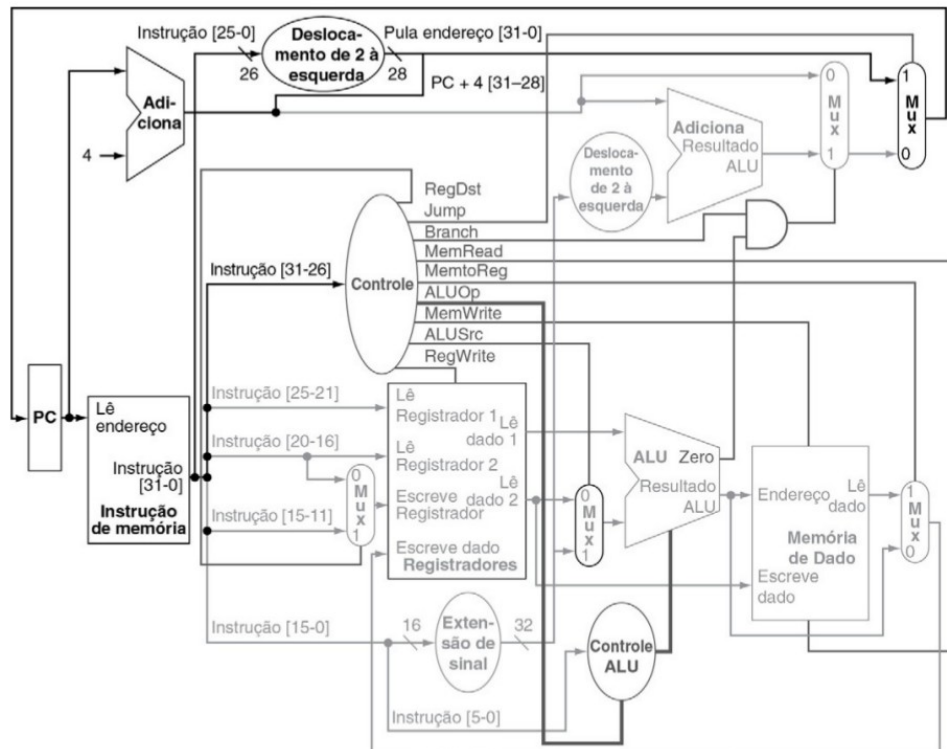 Instrução [25-0]
26
Desloca-
mento de 2 à
esquerda
Pula endereço [31-0]
28
PC + 4 [31–28]
Adi-
ciona
4
0
Mux
1
1
Mux
0
Adiciona
Resultado
ALU
Desloca-
mento
de 2 à
esquerda
RegDst
Jump
Branch
MemRead
MemtoReg
ALUOp
MemWrite
ALUSrc
RegWrite
Instrução [31-26]
Controle
PC
Lê
endereço
Instrução
[31-0]
Instrução
de memória
Instrução [25-21]
Instrução [20-16]
Instrução [15-11]
0
Mux
1
Lê
Registrador 1
Lê
Registrador 2
Escreve
Registrador
Escreve dado
Lê
dado 1
Lê
dado 2
Registradores
0
Mux
1
ALU Zero
Resultado
ALU
Endereço
Lê
dado
Memória
de Dado
Escreve
dado
1
Mux
0
Instrução [15-0]
16
Exten-
são de
sinal
32
Controle
ALU
Instrução [5-0]